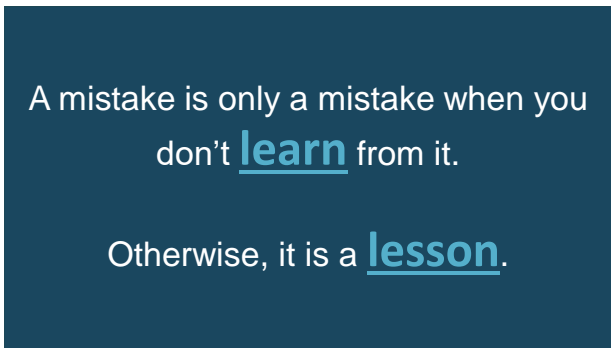 A mistake is only a mistake when you
don’t learn from it.
Otherwise, it is a lesson.